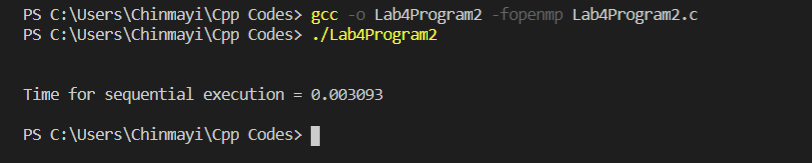 PS C:\Users\Chinmayi\Cpp Codes> gcc -o Lab4Program2 -fopenmp Lab4Program2.c
PS C:\Users\Chinmayi\Cpp Codes> ./Lab4Program2
Time for sequential execution = 0.003093
PS C:\Users\Chinmayi\Cpp Codes>